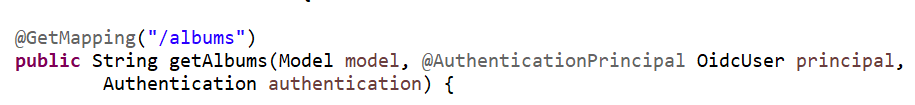 @GetMapping("/albums")
public String getAlbums(Model model, @AuthenticationPrincipal OidcUser principal,
Authentication authentication) {